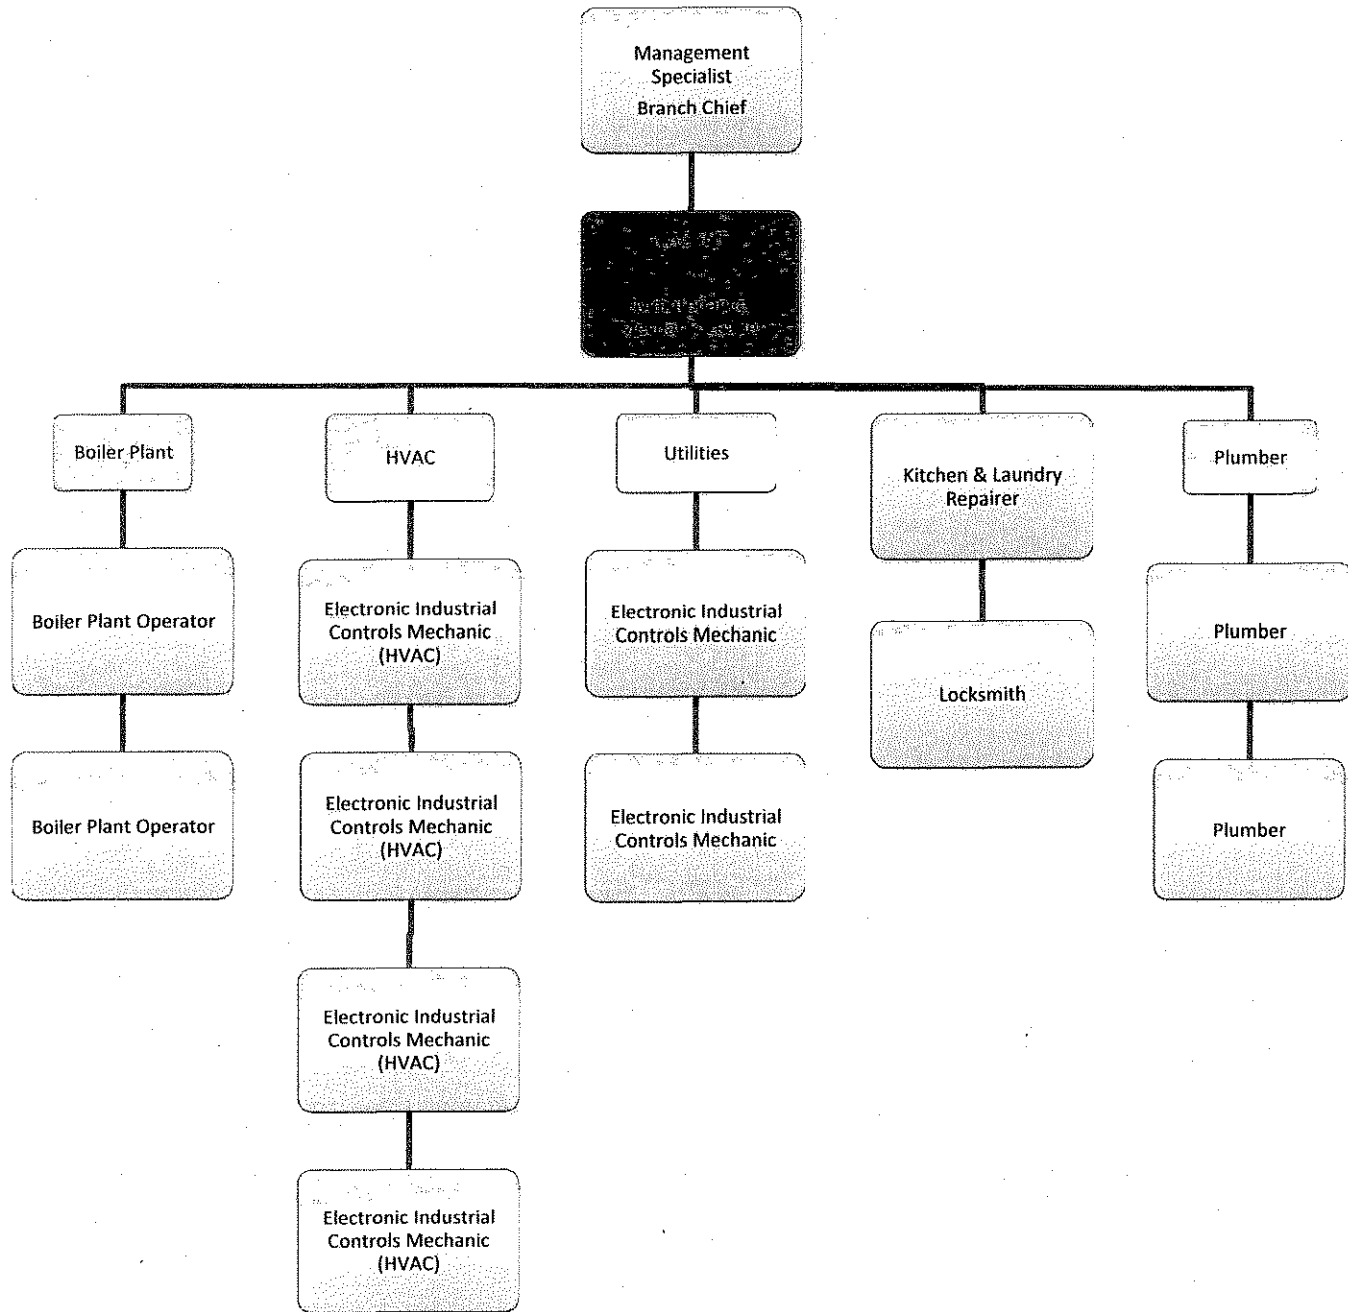 Management
Specialist
Branch Chief
Boiler Plant
HVAC
Utilities
Kitchen & Laundry
Repairer
Plumber
Boiler Plant Operator
Electronic Industrial
Controls Mechanic
(HVAC)
Electronic Industrial
Controls Mechanic
Locksmith
Plumber
Boiler Plant Operator
Electronic Industrial
Controls Mechanic
(HVAC)
Electronic Industrial
Controls Mechanic
Plumber
Electronic Industrial
Controls Mechanic
(HVAC)
Electronic Industrial
Controls Mechanic
(HVAC)